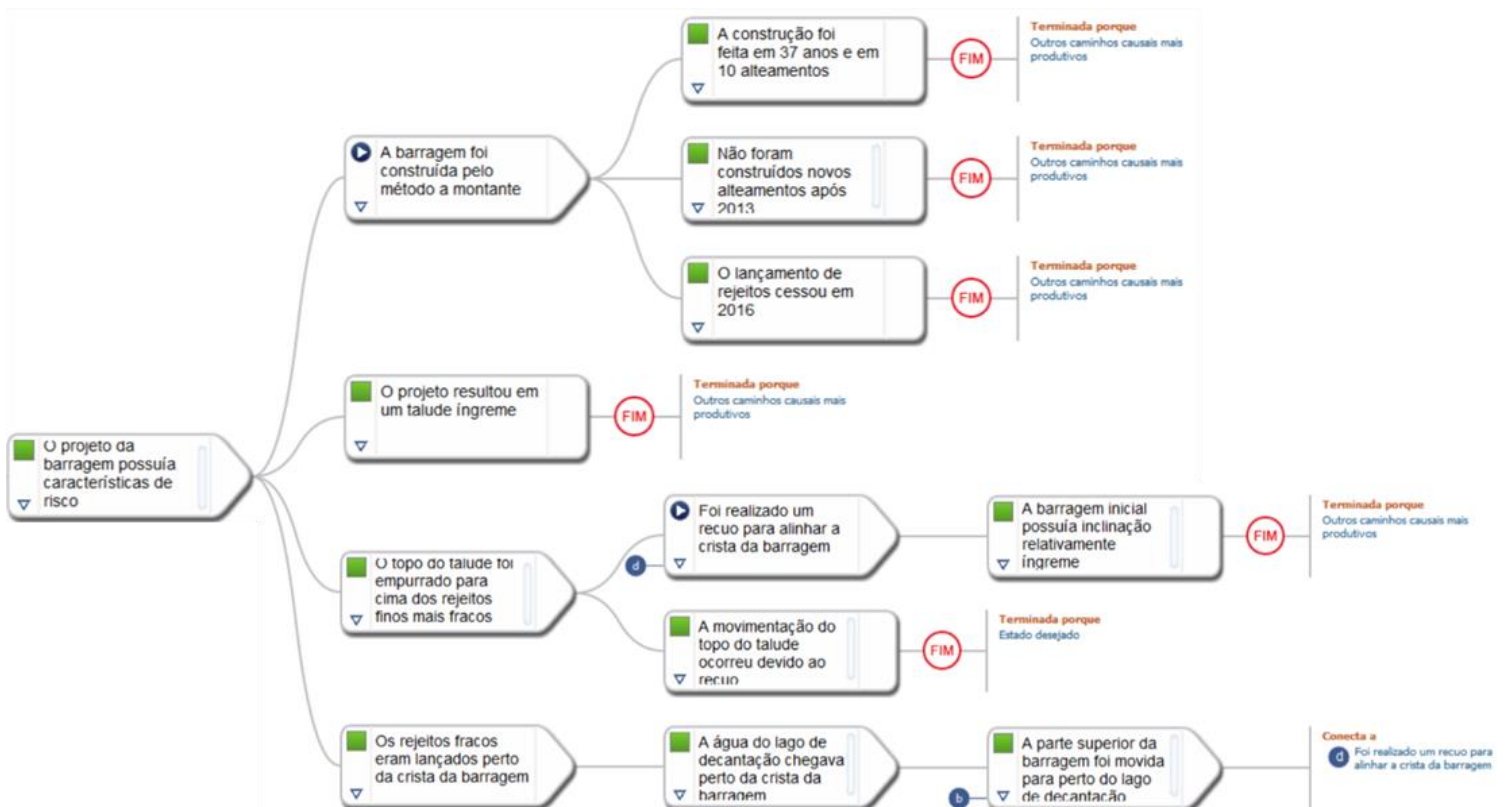 A construção foi
feita em 37 anos e em
10 alteamentos
FIM
Terminada porque
Outros caminhos causais mais
produtivos
A barragem foi
construída pelo
método a montante
Não foram
construídos novos
alteamentos após
2013
FIM
Terminada porque
Outros caminhos causais mais
produtivos
O lançamento de
rejeitos cessou em
2016
FIM
Terminada porque
Outros caminhos causais mais
produtivos
O projeto resultou em
um talude íngreme
FIM
Terminada porque
Outros caminhos causais mais
produtivos
O projeto da
barragem possuía
características de
risco
Foi realizado um
recuo para alinhar a
crista da barragem
d
A barragem inicial
possuía inclinação
relativamente
íngreme
FIM
Terminada porque
Outros caminhos causais mais
produtivos
O topo do talude foi
empurrado para
cima dos rejeitos
finos mais fracos
A movimentação do
topo do talude
ocorreu devido ao
recuo
FIM
Terminada porque
Estado desejado
Os rejeitos fracos
eram lançados perto
da crista da barragem
A água do lago de
decantação chegava
perto da crista da
barragem
A parte superior da
barragem foi movida
para perto do lago
de decantação
b
Conecta a
d Foi realizado um recuo para
alinhar a crista da barragem